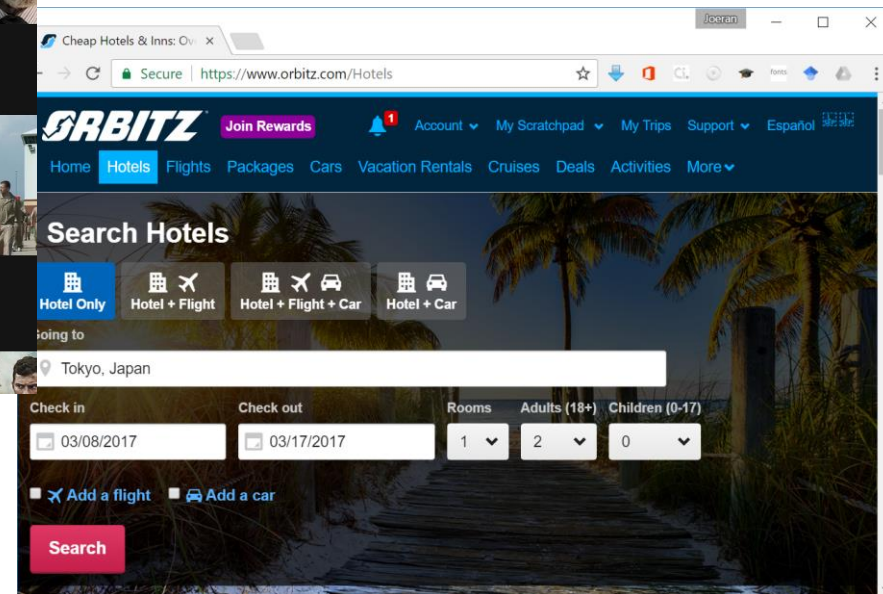 Joeran
Cheap Hotels & Inns: Ov
Secure https://www.orbitz.com/Hotels
ORBITZ Join Rewards 1 Account My Scratchpad My Trips Support Español
Home Hotels Flights Packages Cars Vacation Rentals Cruises Deals Activities More
Search Hotels
Hotel Only Hotel + Flight Hotel + Flight + Car Hotel + Car
Going to
Tokyo, Japan
Check in Check out Rooms Adults (18+) Children (0-17)
03/08/2017 03/17/2017 1 2 0
Add a flight Add a car
Search